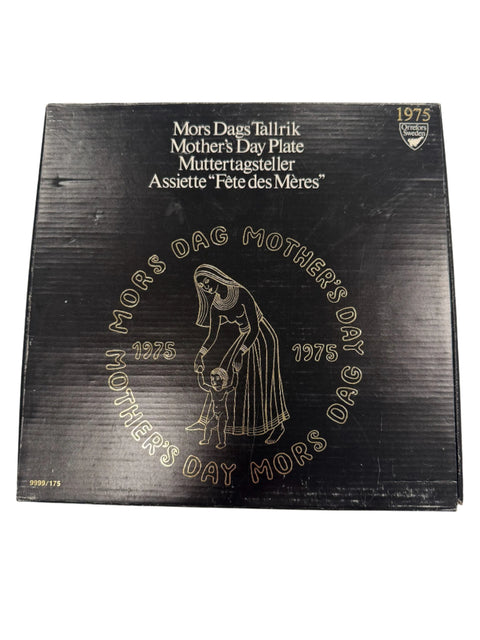 1975
Orrefors
Sweden
Mors Dags Tallrik
Mother's Day Plate
Muttertagsteller
Assiette “Fête des Mères”
MORS DAG MOTHER'S DAY
MORS DAG
MOTHER'S DAY
1975
1975
9999/175